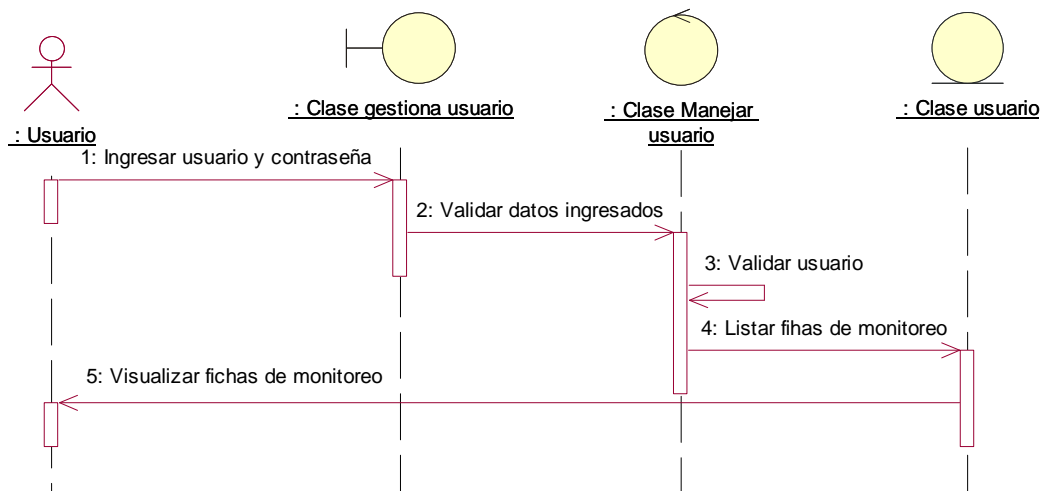 : Usuario
: Clase gestiona usuario
: Clase Manejar
usuario
: Clase usuario
1: Ingresar usuario y contraseña
2: Validar datos ingresados
3: Validar usuario
4: Listar fihas de monitoreo
5: Visualizar fichas de monitoreo